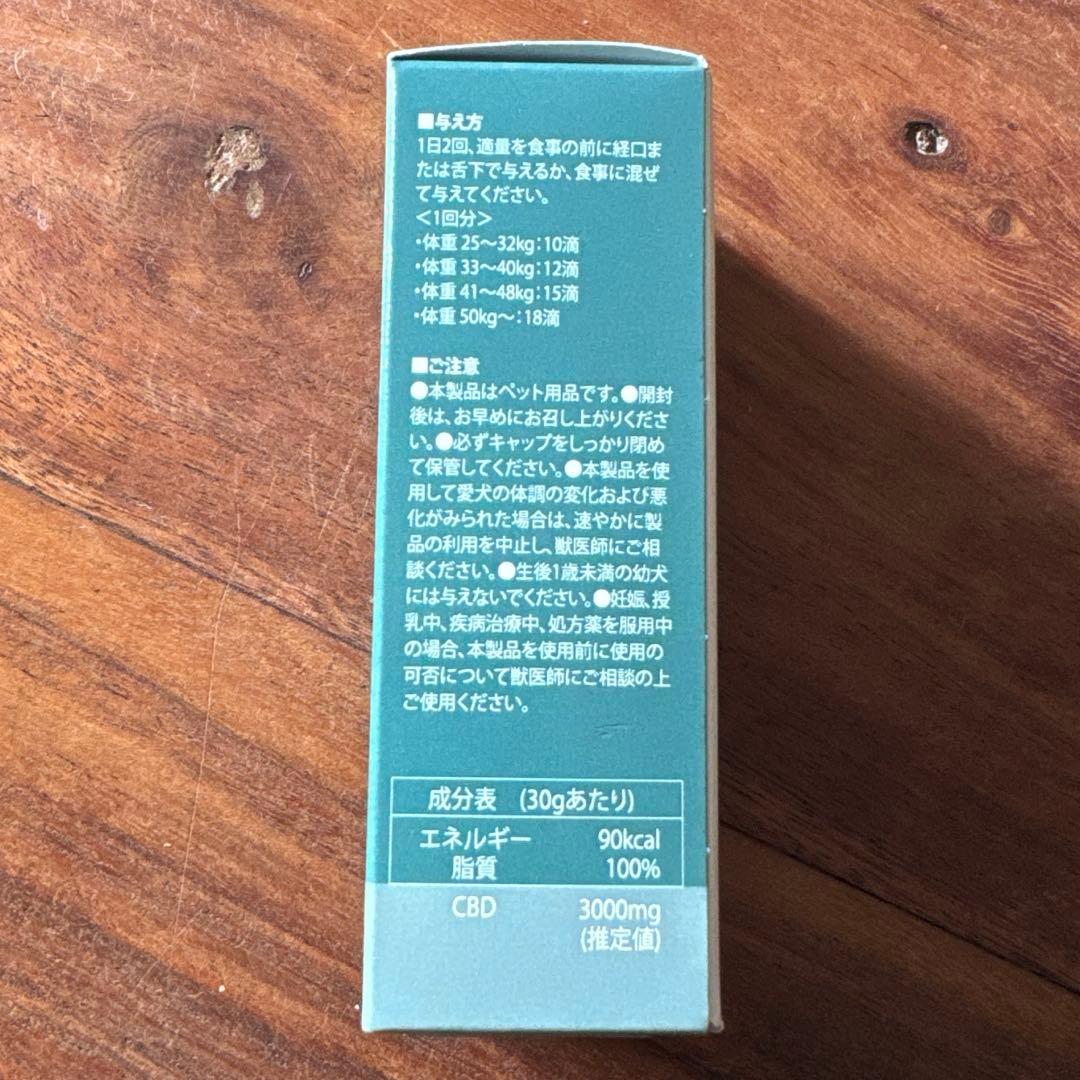 ■与え方
1日2回、適量を食事の前に経口ま
たは舌下で与えるか、食事に混ぜ
て与えてください。
＜1回分＞
・体重 25〜32kg：10滴
・体重 33〜40kg：12滴
・体重 41〜48kg：15滴
・体重 50kg〜：18滴
■ご注意
●本製品はペット用品です。●開封
後は、お早めにお召し上がりくださ
い。●必ずキャップをしっかり閉め
て保管してください。●本製品を使
用して愛犬の体調の変化および悪
化がみられた場合は、速やかに製
品の利用を中止し、獣医師にご相
談ください。●生後1歳未満の幼犬
には与えないでください。●妊娠、授
乳中、疾病治療中、処方薬を服用中
の場合、本製品を使用前に使用の
可否について獣医師にご相談の上
ご使用ください。
成分表 (30gあたり)
エネルギー 90kcal
脂質 100%
CBD 3000mg
(推定値)